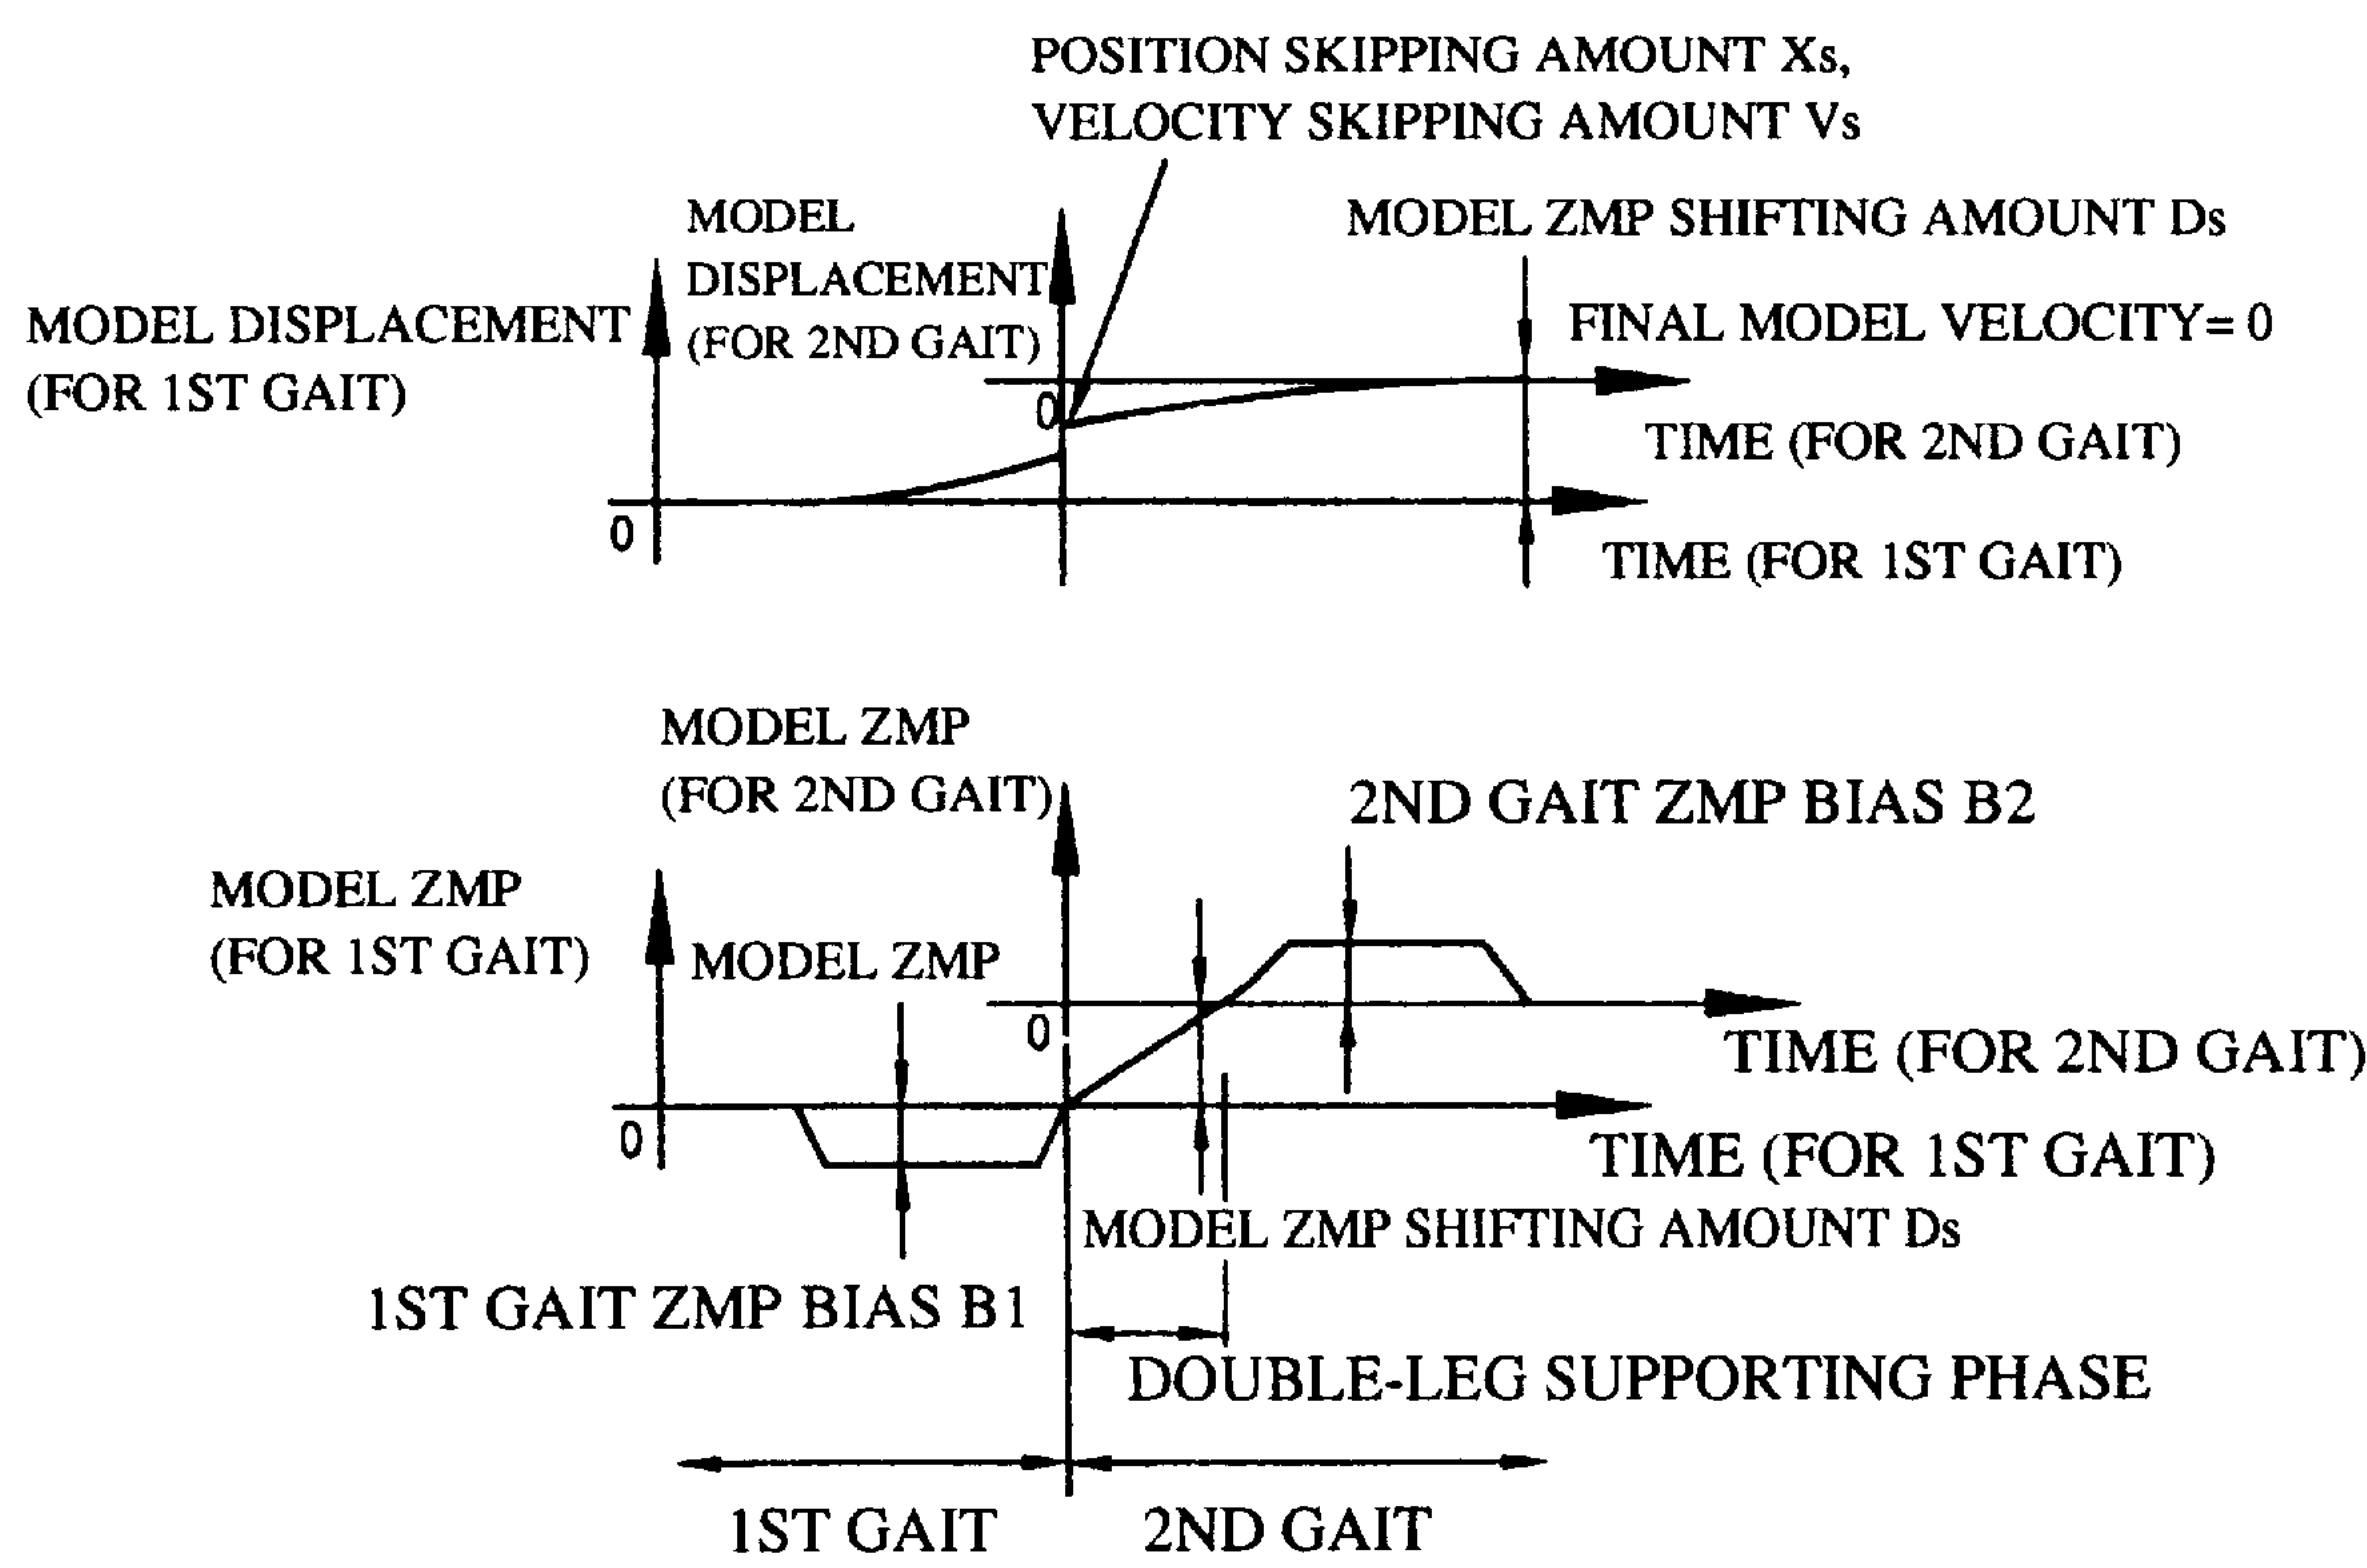 POSITION SKIPPING AMOUNT Xs,
VELOCITY SKIPPING AMOUNT Vs
MODEL
DISPLACEMENT
(FOR 2ND GAIT)
MODEL ZMP SHIFTING AMOUNT Ds
MODEL DISPLACEMENT
(FOR 1ST GAIT)
FINAL MODEL VELOCITY= 0
0
TIME (FOR 2ND GAIT)
0
TIME (FOR 1ST GAIT)
MODEL ZMP
(FOR 2ND GAIT)
2ND GAIT ZMP BIAS B2
MODEL ZMP
(FOR 1ST GAIT)
MODEL ZMP
0
TIME (FOR 2ND GAIT)
0
TIME (FOR 1ST GAIT)
MODEL ZMP SHIFTING AMOUNT Ds
1ST GAIT ZMP BIAS B1
DOUBLE-LEG SUPPORTING PHASE
1ST GAIT
2ND GAIT